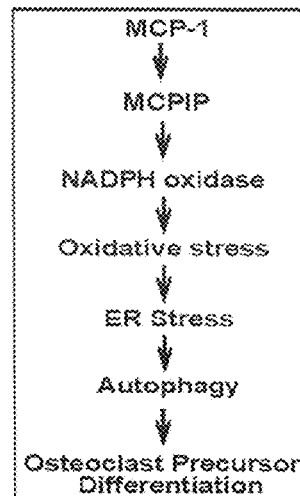 MCP-1
MCPIP
NADPH oxidase
Oxidative stress
ER Stress
Autophagy
Osteoclast Precursor
Differentiation